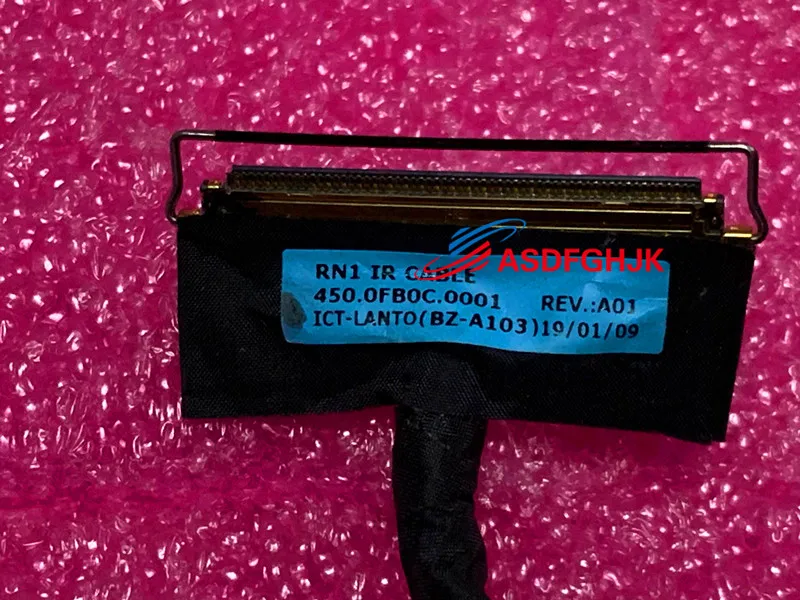 ASDFGHJK
RN1 IR CABLE
450.0FB0C.0001 REV.:A01
ICT-LANTO(BZ-A103)19/01/09